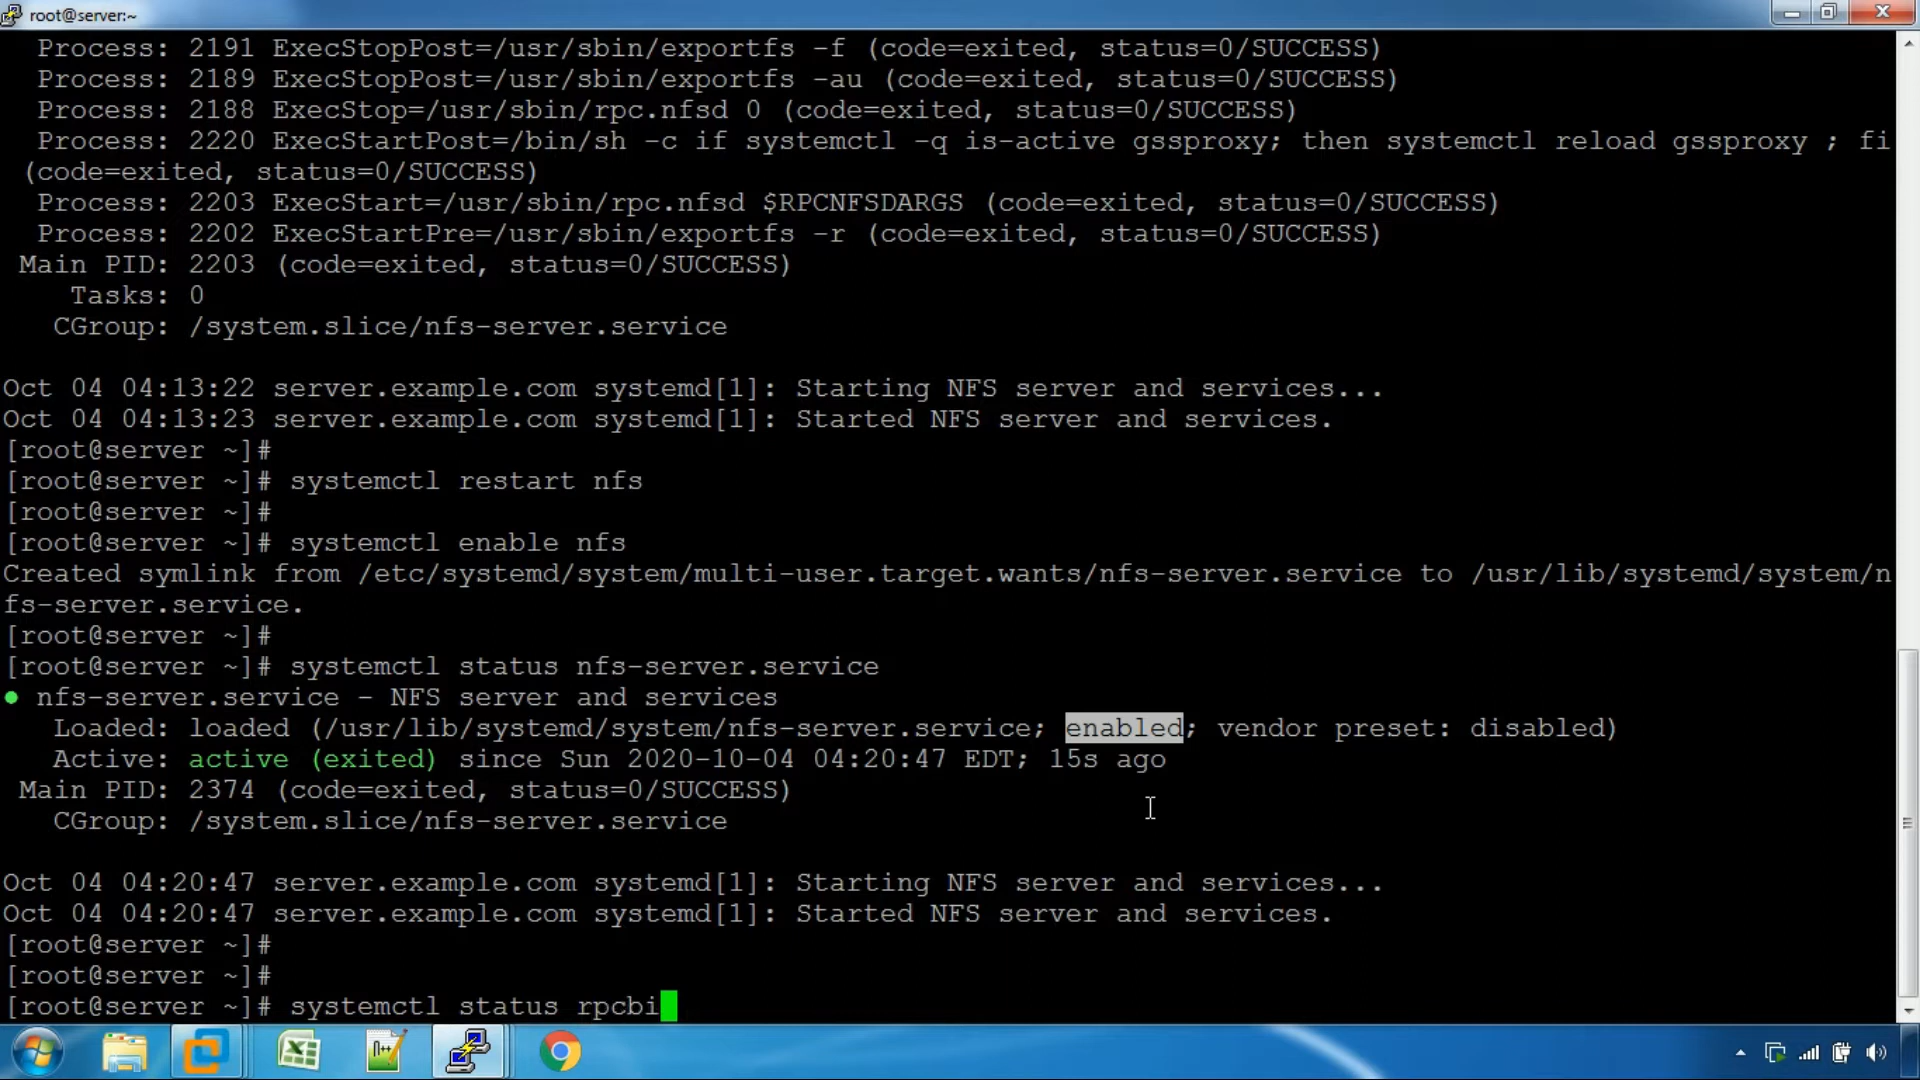 root@server:~
Process: 2191 ExecStopPost=/usr/sbin/exportfs -f (code=exited, status=0/SUCCESS)
Process: 2189 ExecStopPost=/usr/sbin/exportfs -au (code=exited, status=0/SUCCESS)
Process: 2188 ExecStop=/usr/sbin/rpc.nfsd 0 (code=exited, status=0/SUCCESS)
Process: 2220 ExecStartPost=/bin/sh -c if systemctl -q is-active gssproxy; then systemctl reload gssproxy ; fi
(code=exited, status=0/SUCCESS)
Process: 2203 ExecStart=/usr/sbin/rpc.nfsd $RPCNFSDARGS (code=exited, status=0/SUCCESS)
Process: 2202 ExecStartPre=/usr/sbin/exportfs -r (code=exited, status=0/SUCCESS)
Main PID: 2203 (code=exited, status=0/SUCCESS)
Tasks: 0
CGroup: /system.slice/nfs-server.service
Oct 04 04:13:22 server.example.com systemd[1]: Starting NFS server and services...
Oct 04 04:13:23 server.example.com systemd[1]: Started NFS server and services.
[root@server ~]#
[root@server ~]# systemctl restart nfs
[root@server ~]#
[root@server ~]# systemctl enable nfs
Created symlink from /etc/systemd/system/multi-user.target.wants/nfs-server.service to /usr/lib/systemd/system/n
fs-server.service.
[root@server ~]#
[root@server ~]# systemctl status nfs-server.service
● nfs-server.service - NFS server and services
Loaded: loaded (/usr/lib/systemd/system/nfs-server.service; enabled; vendor preset: disabled)
Active: active (exited) since Sun 2020-10-04 04:20:47 EDT; 15s ago
Main PID: 2374 (code=exited, status=0/SUCCESS)
CGroup: /system.slice/nfs-server.service
Oct 04 04:20:47 server.example.com systemd[1]: Starting NFS server and services...
Oct 04 04:20:47 server.example.com systemd[1]: Started NFS server and services.
[root@server ~]#
[root@server ~]#
[root@server ~]# systemctl status rpcbi